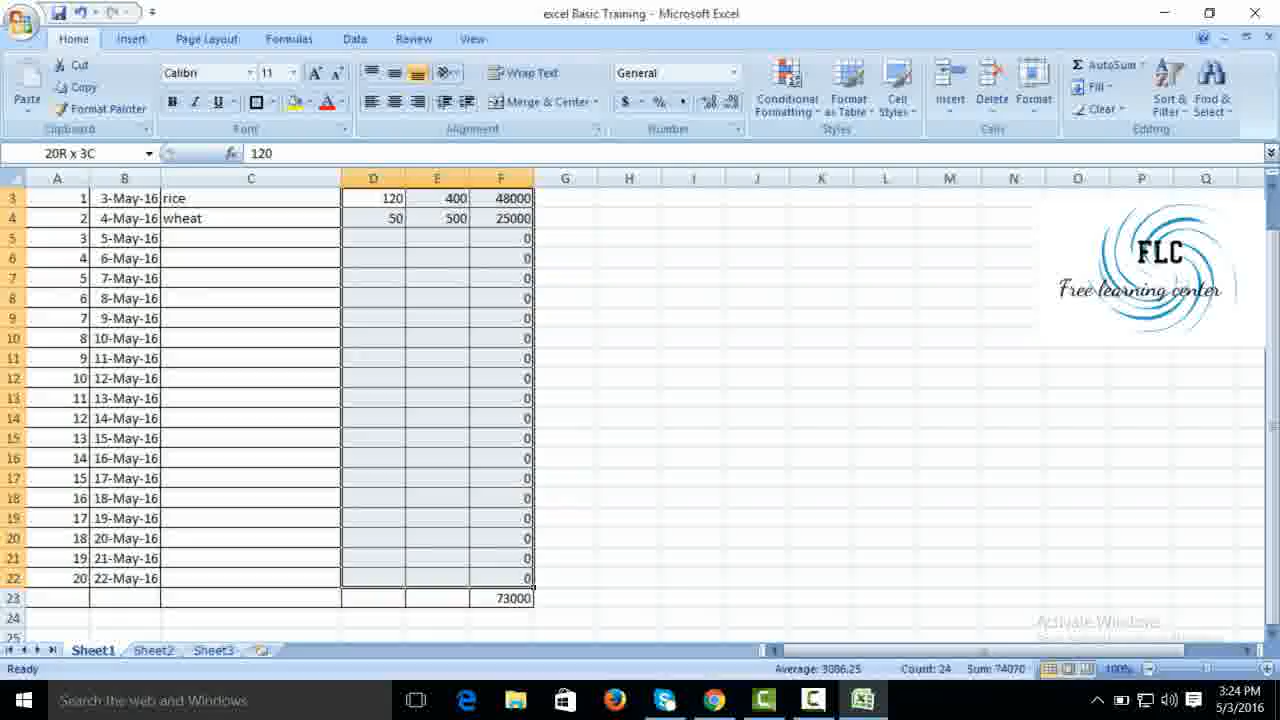 excel Basic Training - Microsoft Excel
Home Insert Page Layout Formulas Data Review View
Cut
Copy
Format Painter
Paste
Clipboard
Calibri 11
B I U A
Font
Wrap Text
Merge & Center
Alignment
General
$ % ,
Number
Conditional Formatting
Format as Table
Cell Styles
Styles
Insert Delete Format
Cells
Σ AutoSum
Fill
Clear
Sort & Filter
Find & Select
Editing
20R x 3C fx 120
A B C D E F G H I J K L M N O P Q
3 1 3-May-16 rice 120 400 48000
4 2 4-May-16 wheat 50 500 25000
5 3 5-May-16 0
6 4 6-May-16 0
7 5 7-May-16 0
8 6 8-May-16 0
9 7 9-May-16 0
10 8 10-May-16 0
11 9 11-May-16 0
12 10 12-May-16 0
13 11 13-May-16 0
14 12 14-May-16 0
15 13 15-May-16 0
16 14 16-May-16 0
17 15 17-May-16 0
18 16 18-May-16 0
19 17 19-May-16 0
20 18 20-May-16 0
21 19 21-May-16 0
22 20 22-May-16 0
23 73000
24
25
FLC
Free learning center
Activate Windows
Sheet1 Sheet2 Sheet3
Ready Average: 3086.25 Count: 24 Sum: 74070 100%
Search the web and Windows
3:24 PM
5/3/2016